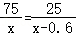 75/x = 25/(x-0.6)